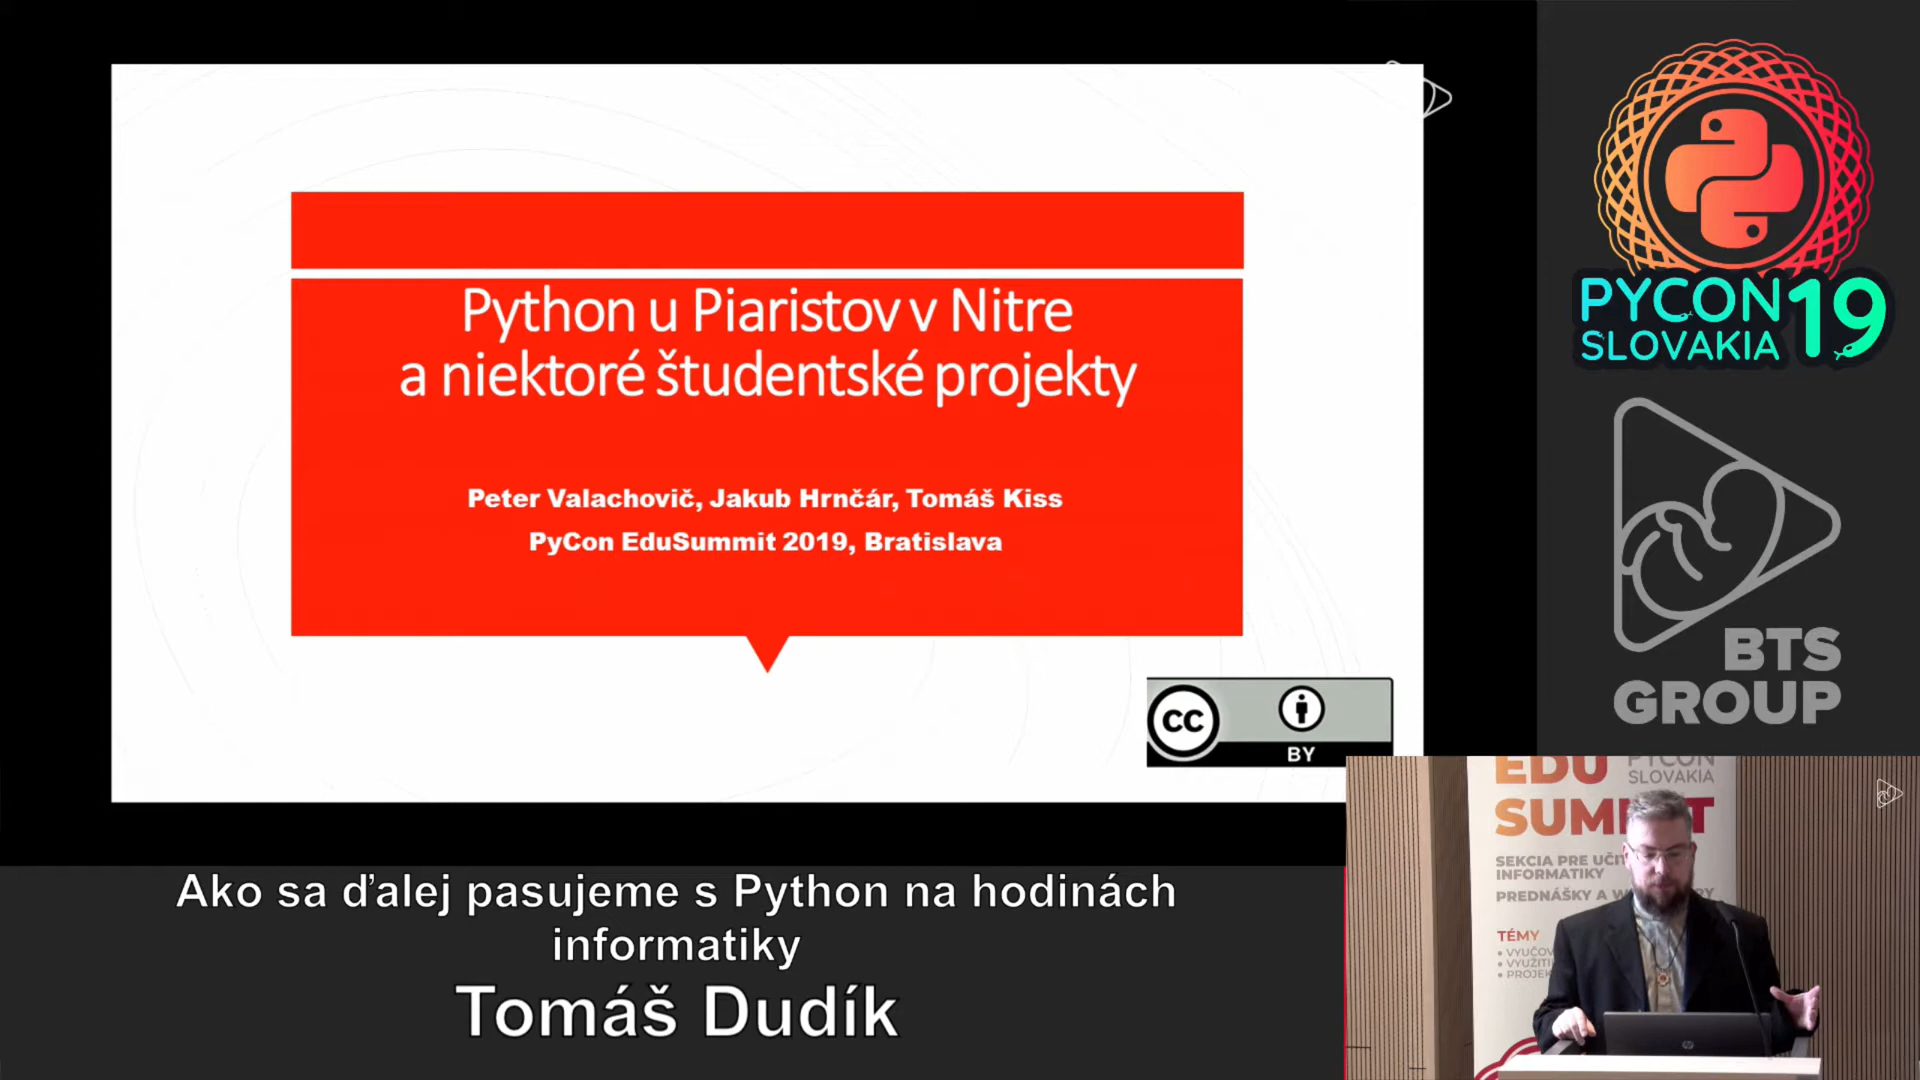 Python u Piaristov v Nitre
a niektoré študentské projekty
Peter Valachovič, Jakub Hrnčár, Tomáš Kiss
PyCon EduSummit 2019, Bratislava
CC
BY
PYCON 19
SLOVAKIA
BTS
GROUP
EDU PYCON
SLOVAKIA
SEKCIA PRE
INFORMATIKY
PREDNÁŠKY A
TÉMY
Ako sa ďalej pasujeme s Python na hodinách
informatiky
Tomáš Dudík